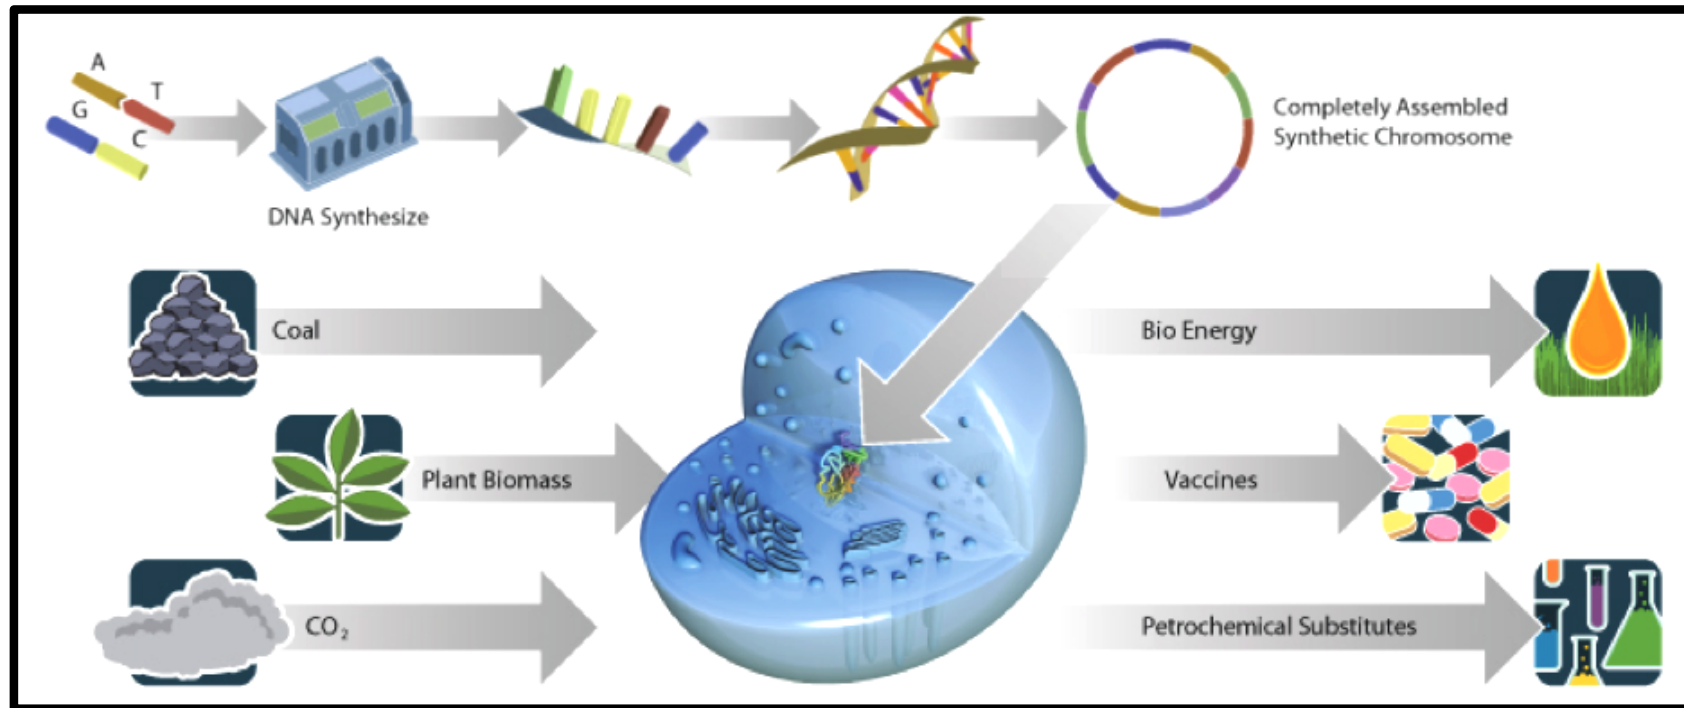 A
T
G
C
DNA Synthesize
Completely Assembled
Synthetic Chromosome
Coal
Bio Energy
Plant Biomass
Vaccines
CO₂
Petrochemical Substitutes